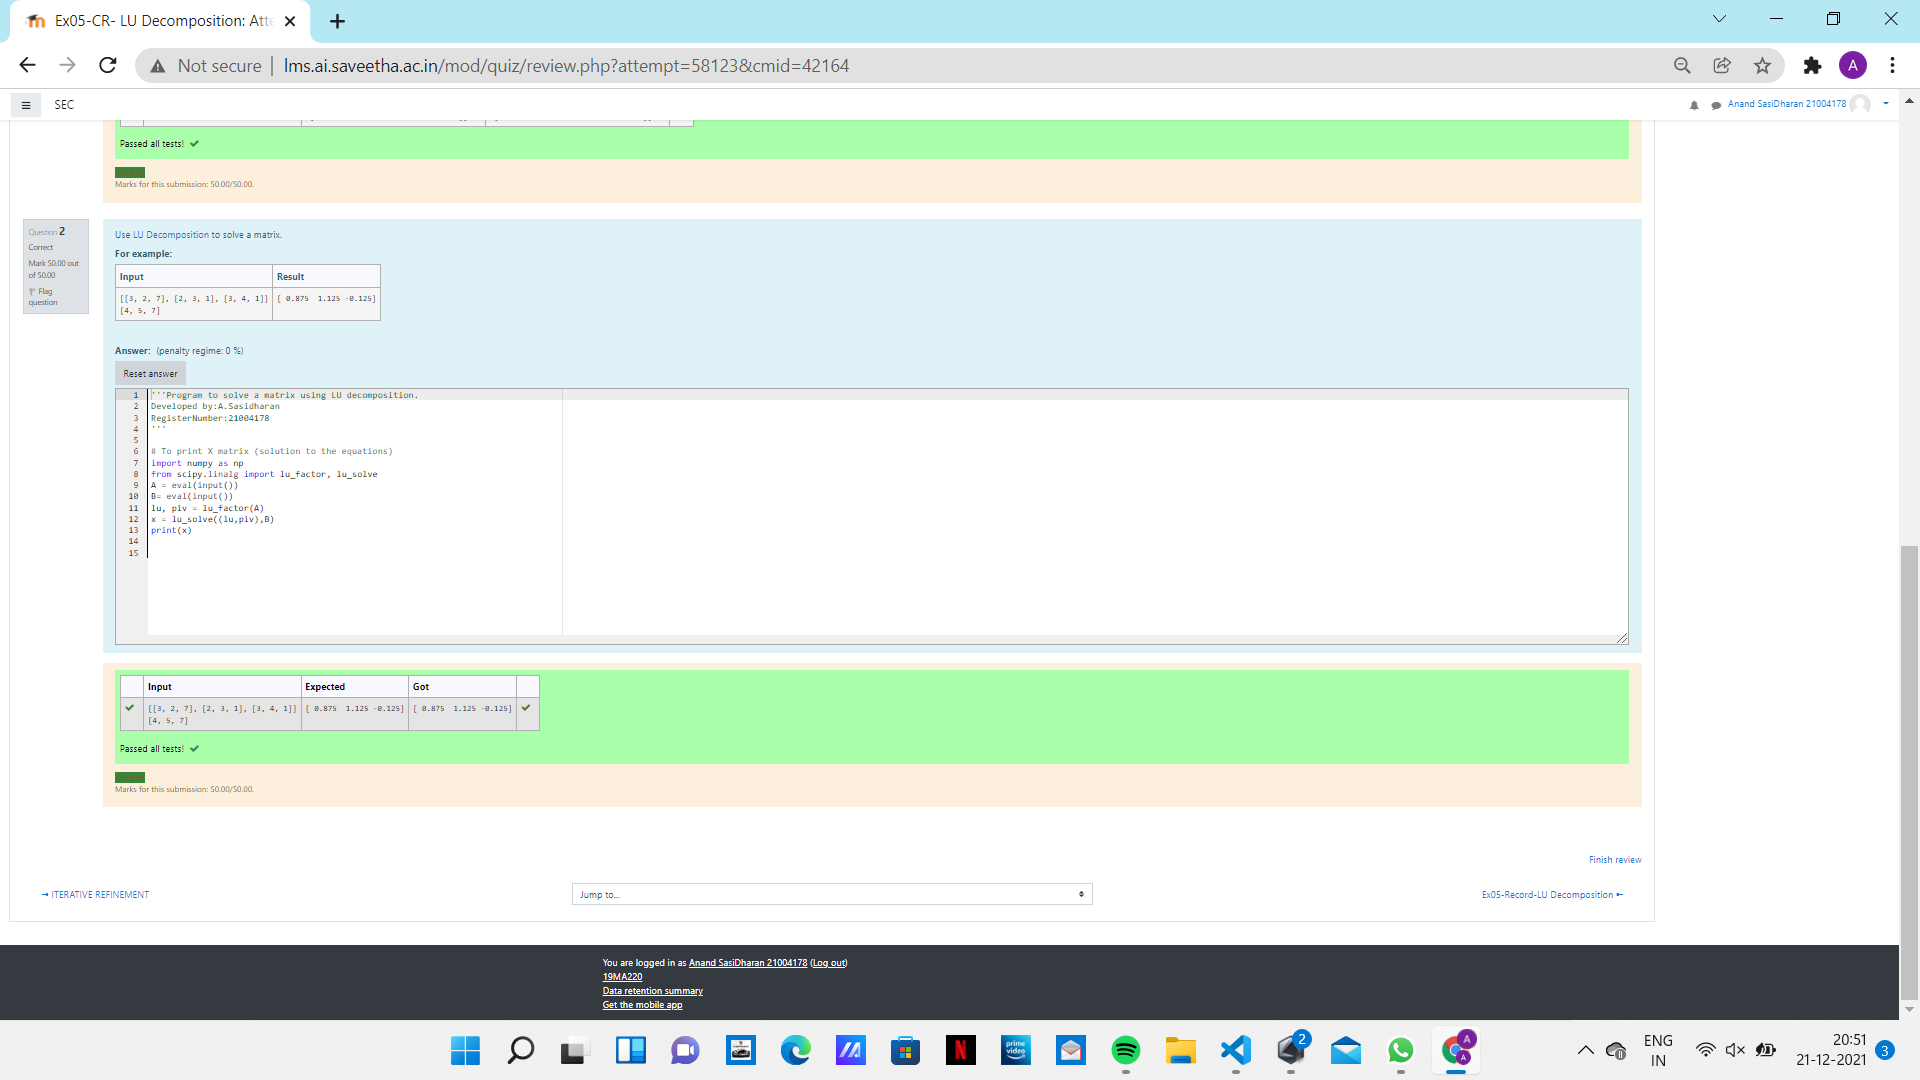 Ex05-CR- LU Decomposition: Atte
Not secure | lms.ai.saveetha.ac.in/mod/quiz/review.php?attempt=58123&cmid=42164
A
SEC
Anand SasiDharan 21004178
Passed all tests!
Marks for this submission: 50.00/50.00.
Question 2
Correct
Mark 50.00 out
of 50.00
Flag
question
Use LU Decomposition to solve a matrix.
For example:
Input Result
[[3, 2, 7], [2, 3, 1], [3, 4, 1]] [ 0.875  1.125 -0.125]
[4, 5, 7]
Answer: (penalty regime: 0 %)
Reset answer
1 '''Program to solve a matrix using LU decomposition.
2 Developed by:A.Sasidharan
3 RegisterNumber:21004178
4 '''
5
6 # To print X matrix (solution to the equations)
7 import numpy as np
8 from scipy.linalg import lu_factor, lu_solve
9 A = eval(input())
10 B= eval(input())
11 lu, piv = lu_factor(A)
12 x = lu_solve((lu,piv),B)
13 print(x)
14
15
Input Expected Got
[[3, 2, 7], [2, 3, 1], [3, 4, 1]] [ 0.875  1.125 -0.125] [ 0.875  1.125 -0.125]
[4, 5, 7]
Passed all tests!
Marks for this submission: 50.00/50.00.
Finish review
→ ITERATIVE REFINEMENT
Jump to...
Ex05-Record-LU Decomposition ←
You are logged in as Anand SasiDharan 21004178 (Log out)
19MA220
Data retention summary
Get the mobile app
prime video
N
2
A
A
ENG
IN
20:51
21-12-2021
3